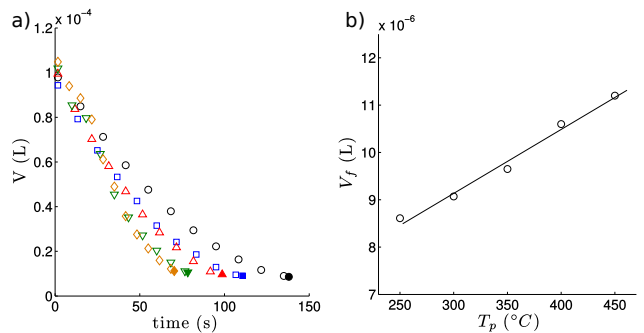 a)
x 10⁻⁴
1.2
1
0.8
0.6
0.4
0.2
0
0 50 100 150
V (L)
time (s)
b)
x 10⁻⁶
12
11
10
9
8
7
6
250 300 350 400 450
V_f (L)
T_p (°C)